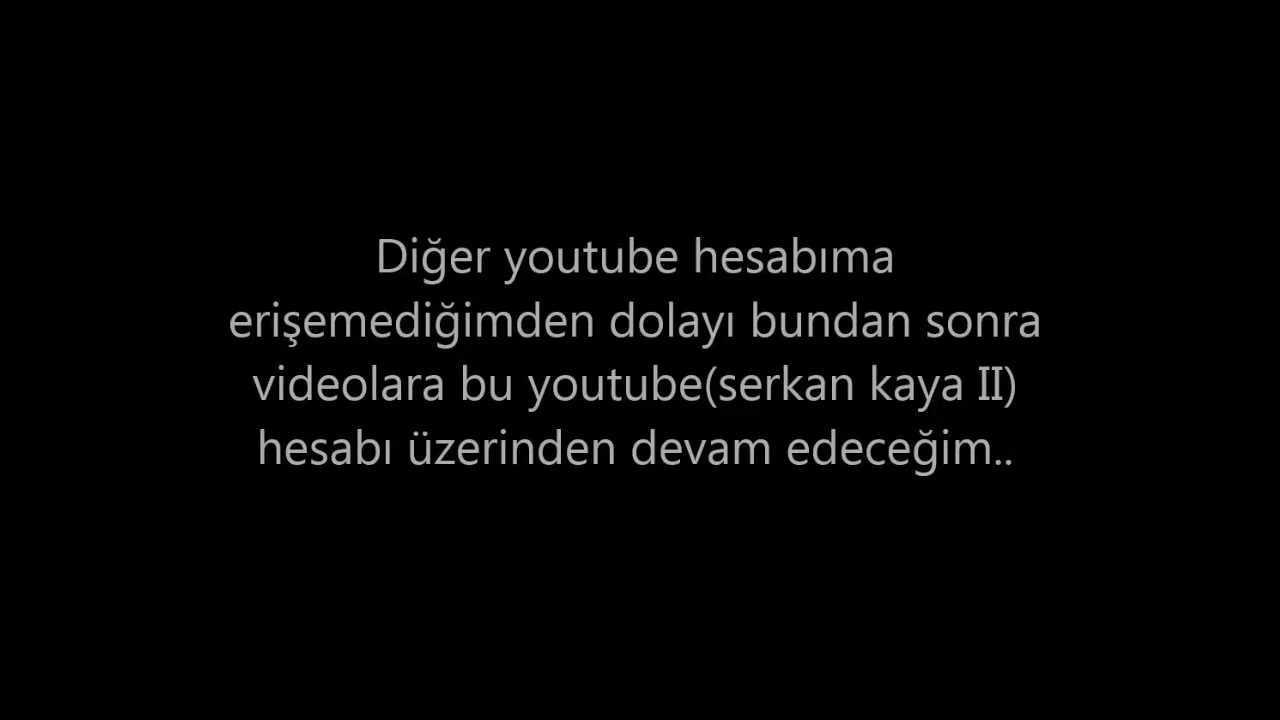 Diğer youtube hesabıma
erişemediğimden dolayı bundan sonra
videolara bu youtube(serkan kaya II)
hesabı üzerinden devam edeceğim..